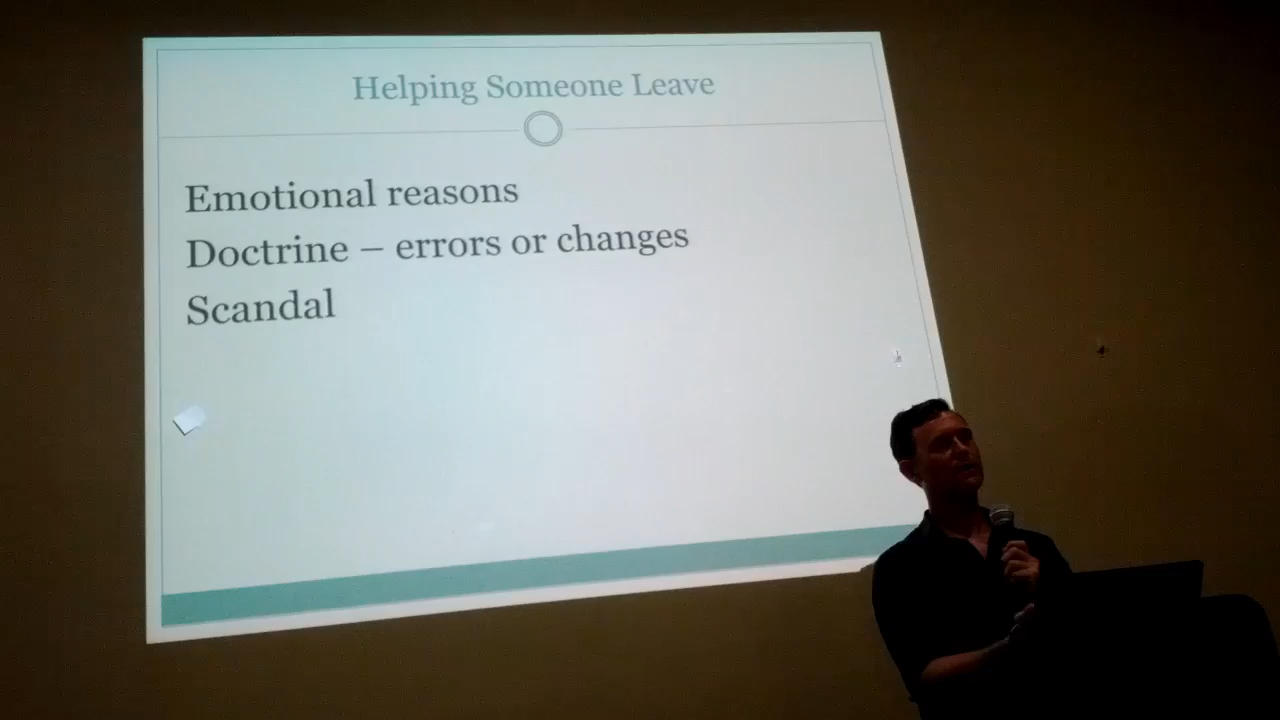 Helping Someone Leave
Emotional reasons
Doctrine – errors or changes
Scandal